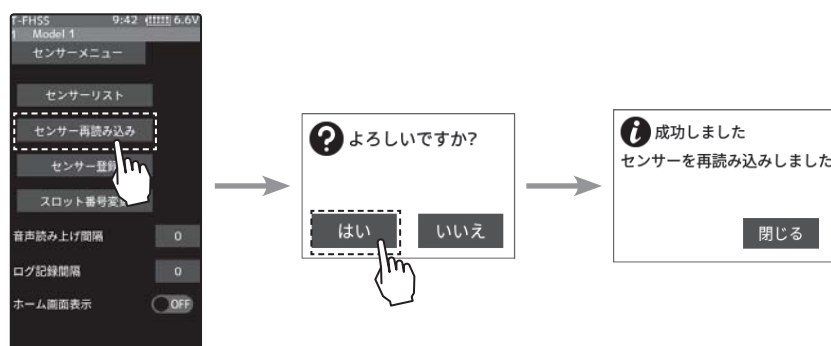 T-FHSS 9:42 6.6V
1 Model 1
センサーメニュー
センサーリスト
センサー再読み込み
センサー登録
スロット番号変更
音声読み上げ間隔 0
ログ記録間隔 0
ホーム画面表示 OFF
よろしいですか?
はい いいえ
成功しました
センサーを再読み込みしました
閉じる